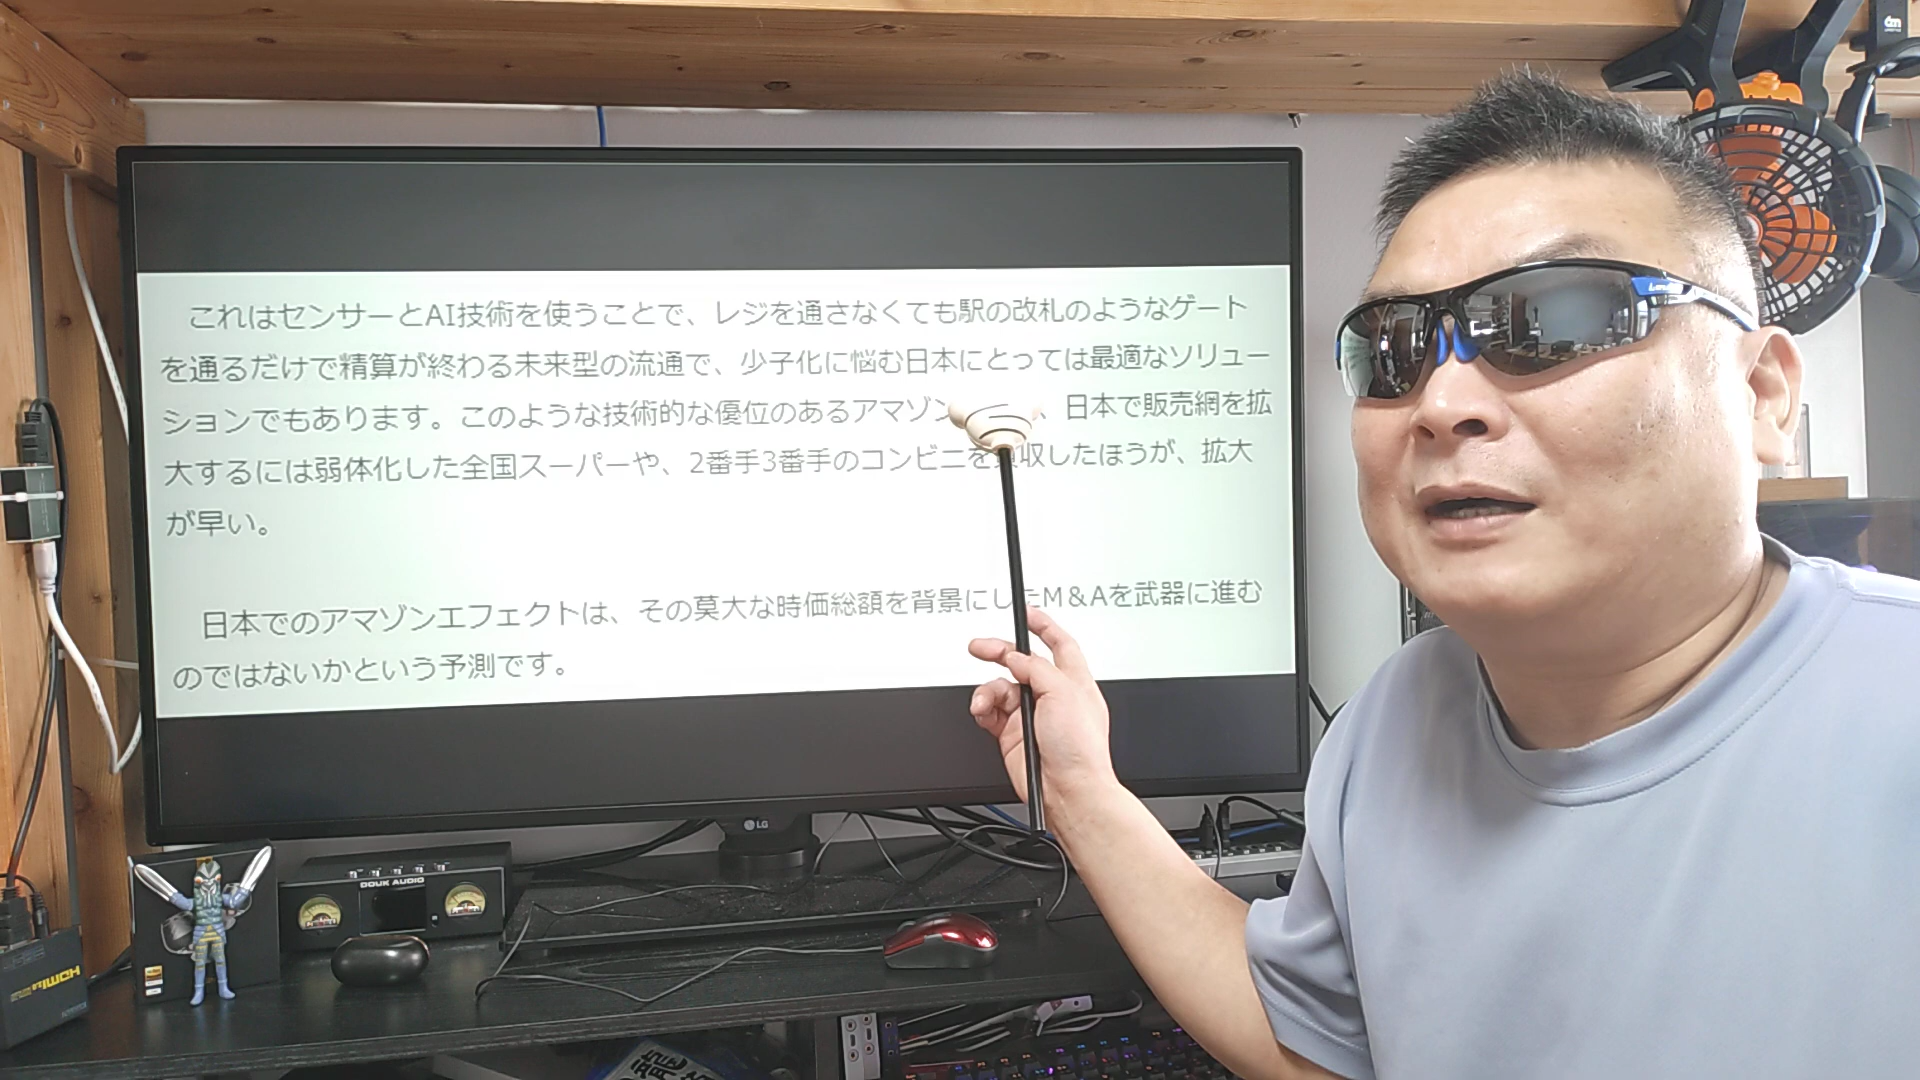 これはセンサーとAI技術を使うことで、レジを通さなくても駅の改札のようなゲート
を通るだけで精算が終わる未来型の流通で、少子化に悩む日本にとっては最適なソリュー
ションでもあります。このような技術的な優位のあるアマゾン、日本で販売網を拡
大するには弱体化した全国スーパーや、2番手3番手のコンビニを買収したほうが、拡大
が早い。
日本でのアマゾンエフェクトは、その莫大な時価総額を背景にしたM&Aを武器に進む
のではないかという予測です。
LG
DOUK AUDIO
HDMI